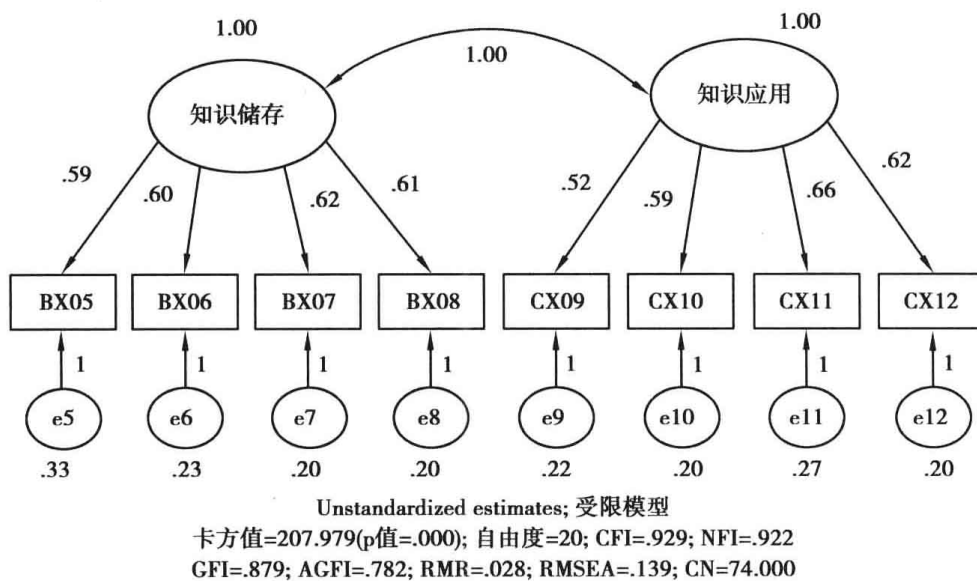 1.00
1.00
1.00
知识储存
知识应用
.59 .60 .62 .61 .52 .59 .66 .62
BX05 BX06 BX07 BX08 CX09 CX10 CX11 CX12
1 1 1 1 1 1 1 1
e5 e6 e7 e8 e9 e10 e11 e12
.33 .23 .20 .20 .22 .20 .27 .20
Unstandardized estimates; 受限模型
卡方值=207.979(p值=.000); 自由度=20; CFI=.929; NFI=.922
GFI=.879; AGFI=.782; RMR=.028; RMSEA=.139; CN=74.000